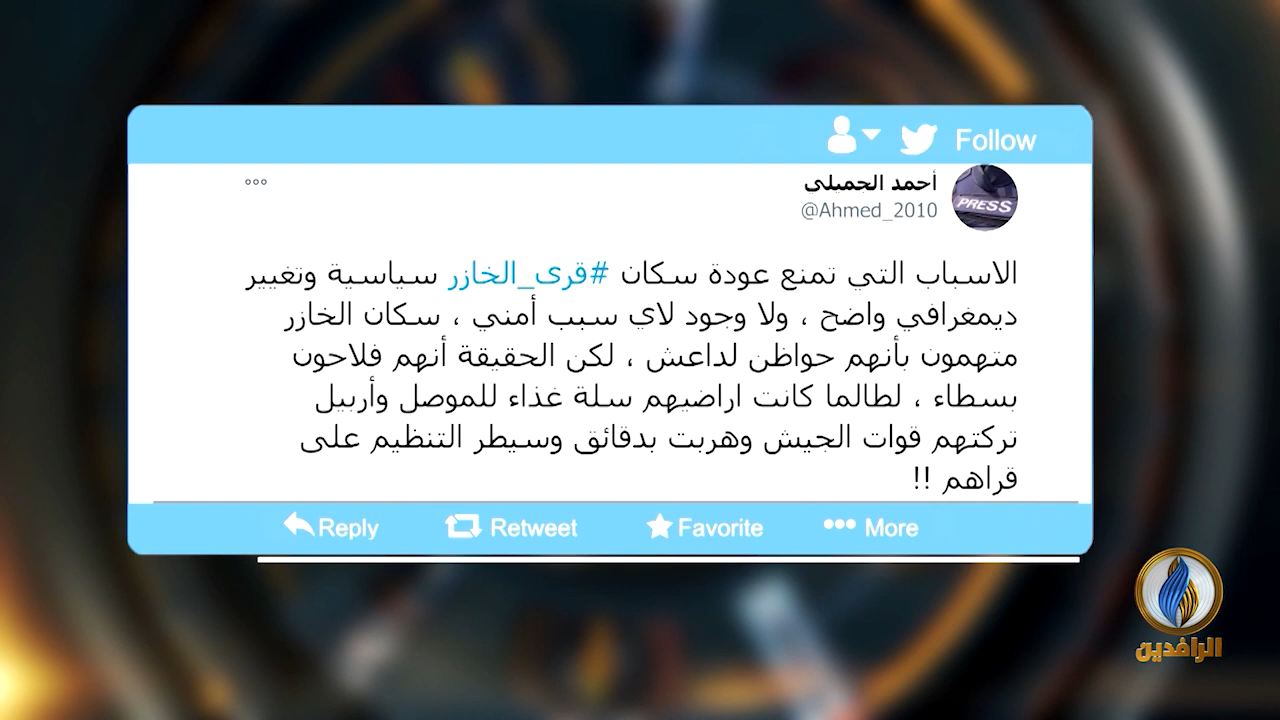 Follow
أحمد الجميلي
@Ahmed_2010
الاسباب التي تمنع عودة سكان #قرى_الخازر سياسية وتغيير
ديمغرافي واضح ، ولا وجود لاي سبب أمني ، سكان الخازر
متهمون بأنهم حواظن لداعش ، لكن الحقيقة أنهم فلاحون
بسطاء ، لطالما كانت اراضيهم سلة غذاء للموصل وأربيل
تركتهم قوات الجيش وهربت بدقائق وسيطر التنظيم على
قراهم !!
Reply Retweet Favorite More
PRESS
الرافدين